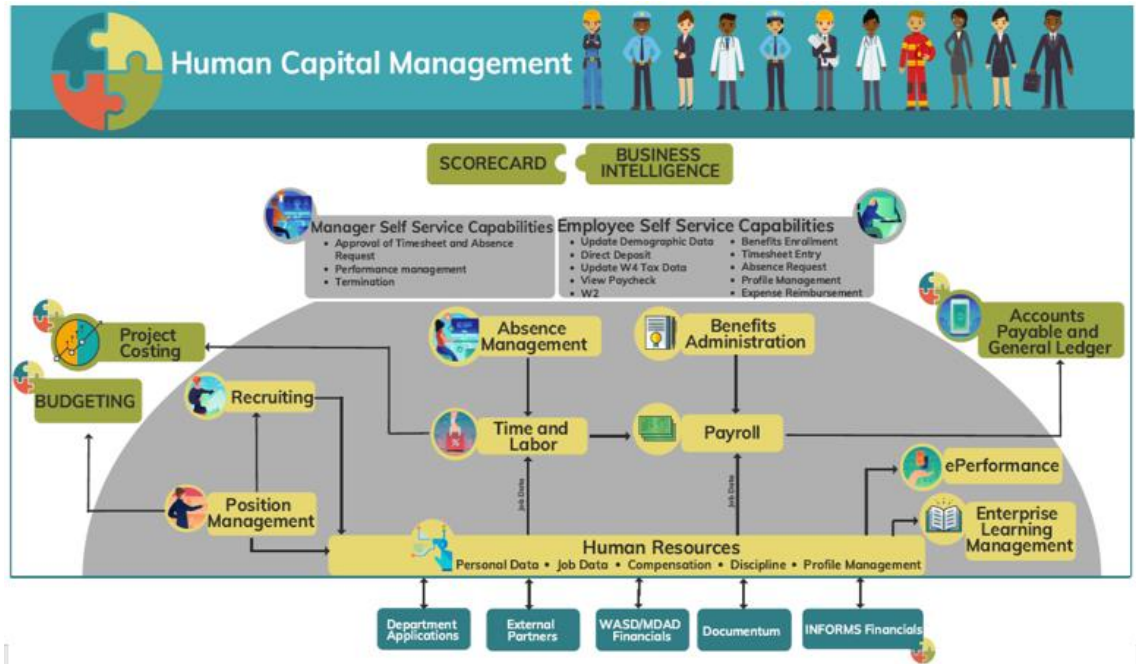 Human Capital Management
SCORECARD
BUSINESS
INTELLIGENCE
Manager Self Service Capabilities
• Approval of Timesheet and Absence
Request
• Performance management
• Termination
Employee Self Service Capabilities
• Update Demographic Data
• Direct Deposit
• Update W4 Tax Data
• View Paycheck
• W2
• Benefits Enrollment
• Timesheet Entry
• Absence Request
• Profile Management
• Expense Reimbursement
Project
Costing
BUDGETING
Absence
Management
Benefits
Administration
Accounts
Payable and
General Ledger
Recruiting
Time and
Labor
Payroll
ePerformance
Position
Management
Job Data
Job Data
Enterprise
Learning
Management
Human Resources
Personal Data • Job Data • Compensation • Discipline • Profile Management
Department
Applications
External
Partners
WASD/MDAD
Financials
Documentum
INFORMS Financials